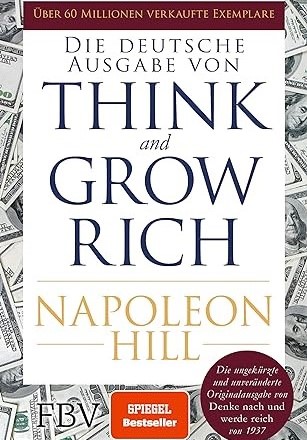 ÜBER 60 MILLIONEN VERKAUFTE EXEMPLARE
DIE DEUTSCHE
AUSGABE VON
THINK
and
GROW
RICH
NAPOLEON
HILL
Die ungekürzte und
unveränderte
Originalausgabe von
Denke nach und
werde reich
von 1937
FBV
SPIEGEL
Bestseller